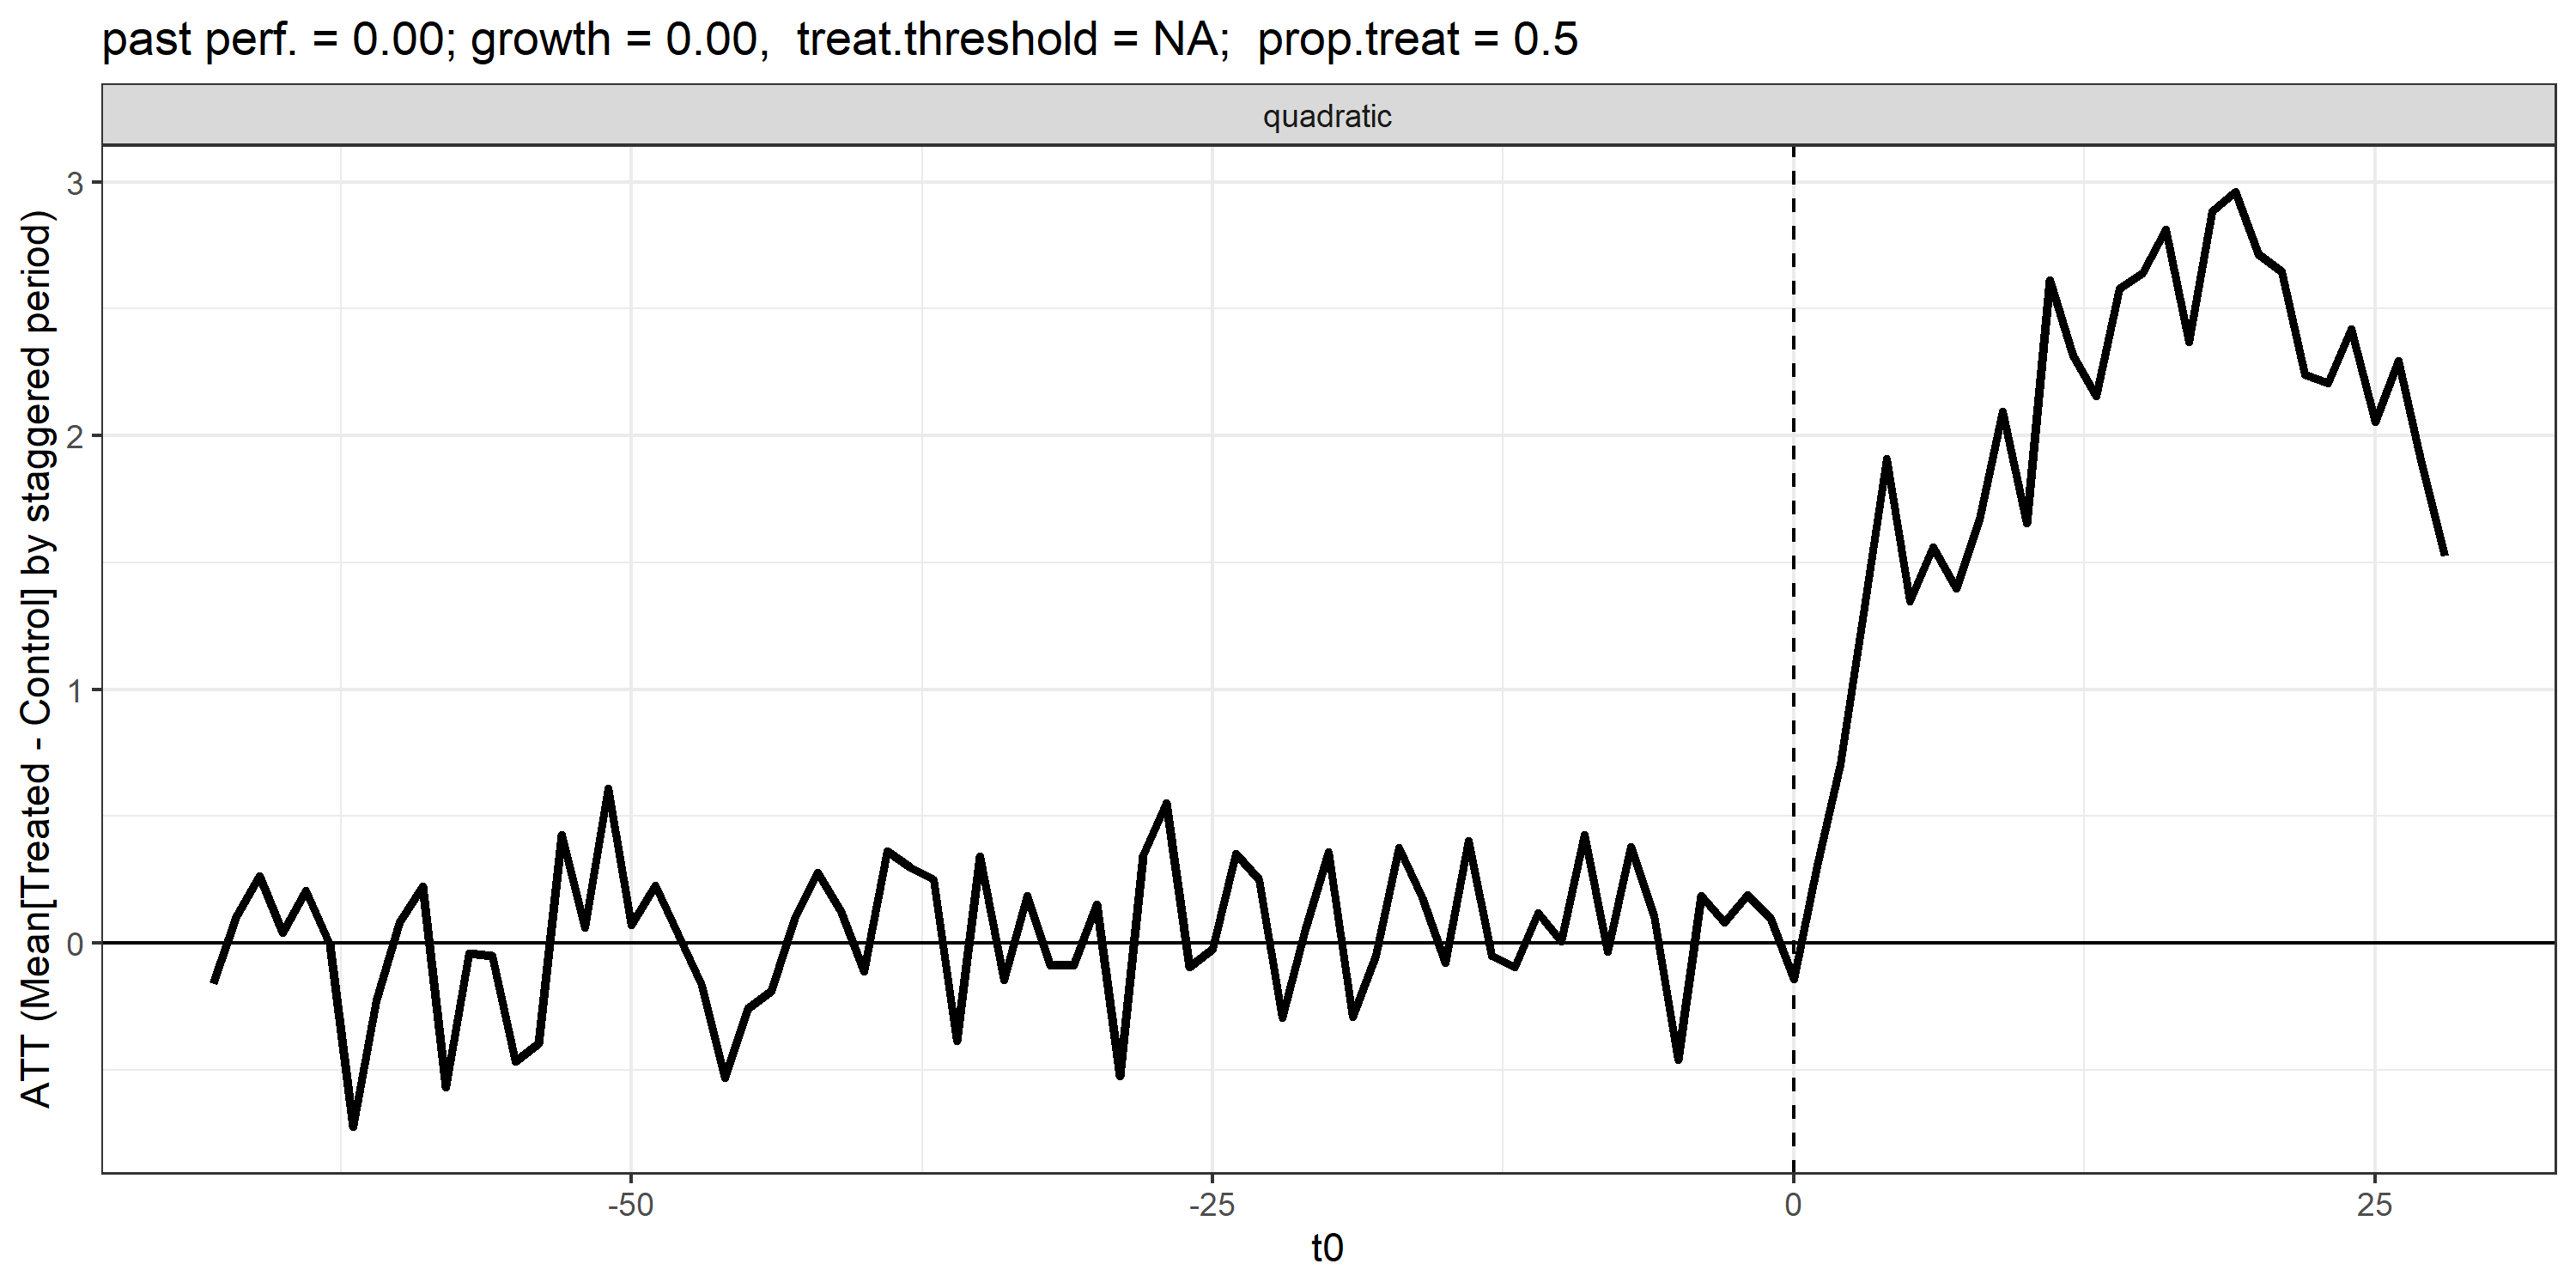 past perf. = 0.00; growth = 0.00,  treat.threshold = NA;  prop.treat = 0.5
quadratic
ATT (Mean[Treated - Control] by staggered period)
3
2
1
0
-50
-25
0
25
t0